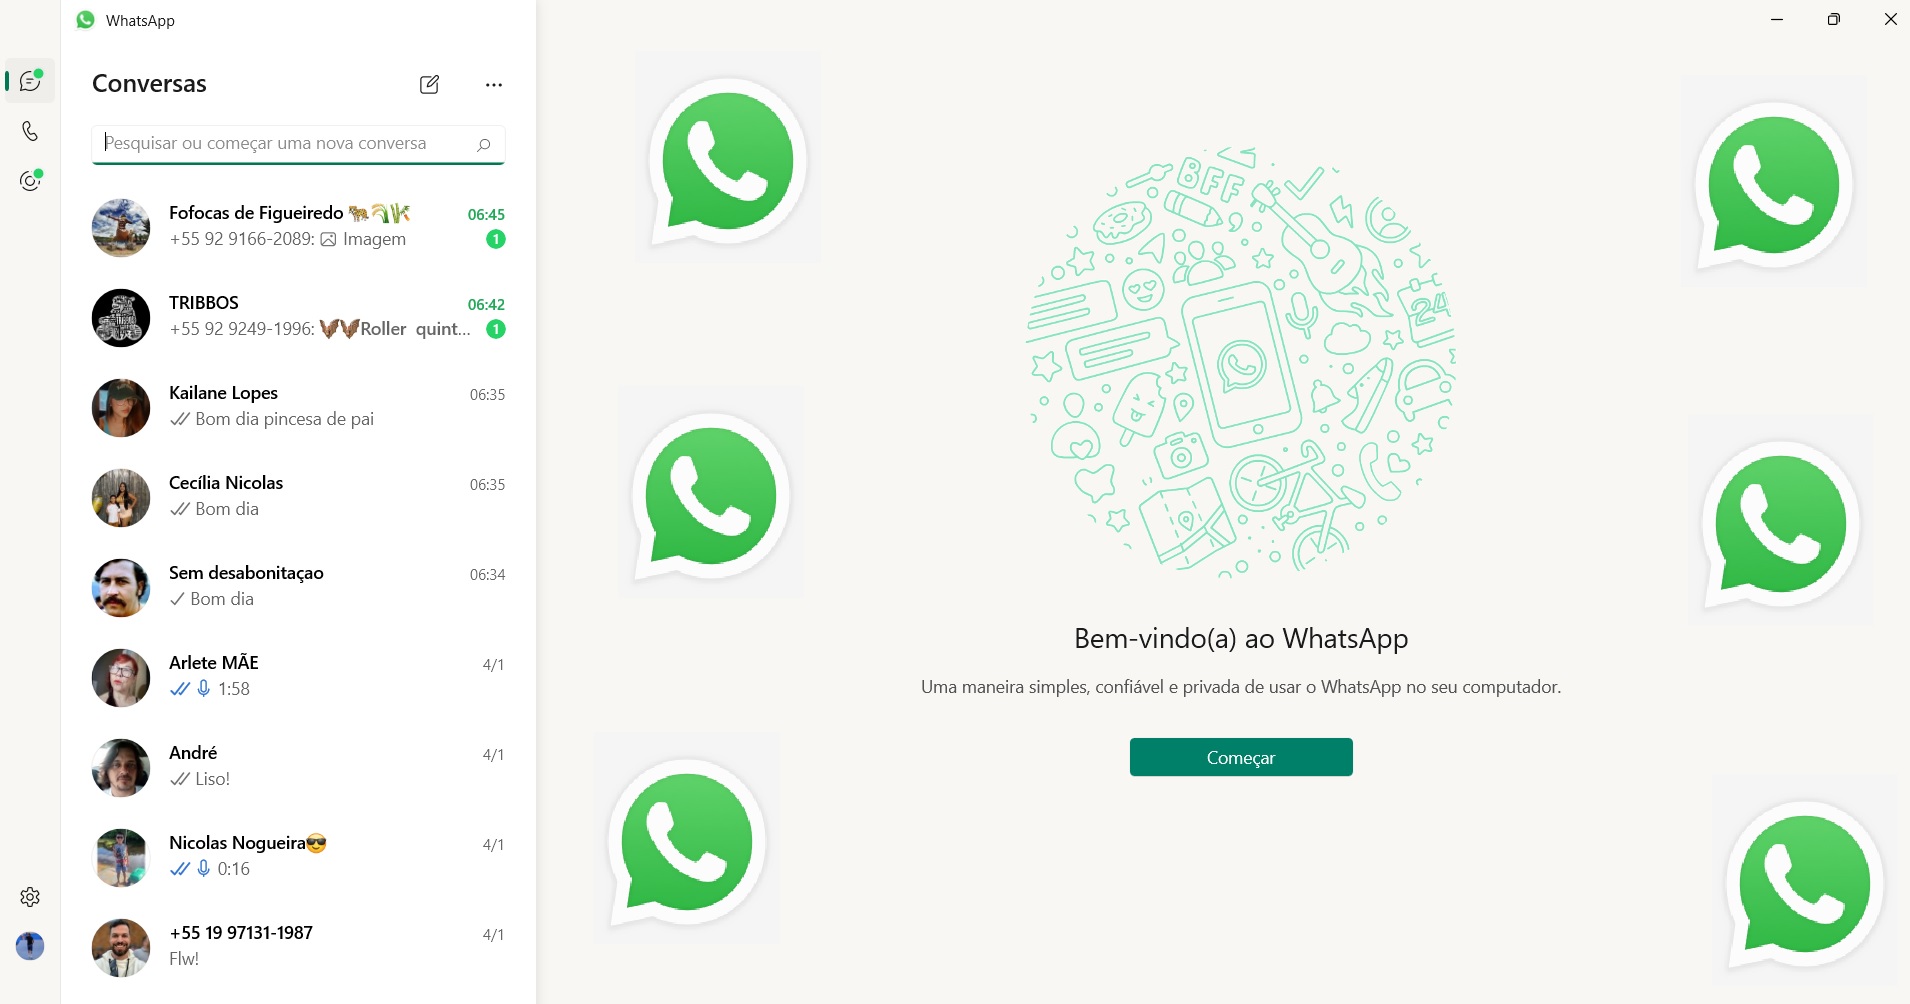 WhatsApp
Conversas
Pesquisar ou começar uma nova conversa
Fofocas de Figueiredo 🐅🌾🎋
06:45
+55 92 9166-2089: Imagem
1
TRIBBOS
06:42
+55 92 9249-1996: Roller quint...
1
Kailane Lopes
06:35
Bom dia pincesa de pai
Cecília Nicolas
06:35
Bom dia
Sem desabonitaçao
06:34
Bom dia
Arlete MÃE
4/1
1:58
André
4/1
Liso!
Nicolas Nogueira😎
4/1
0:16
+55 19 97131-1987
4/1
Flw!
BFF
24
Bem-vindo(a) ao WhatsApp
Uma maneira simples, confiável e privada de usar o WhatsApp no seu computador.
Começar